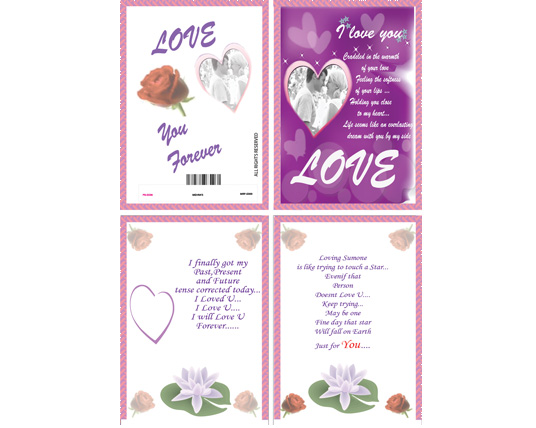 LOVE
You
Forever
ALL RIGHTS RESERVED
I love you
Cradeled in the warmth
of your love
Feeling the softness
of your lips ...
Holding you close
to my heart...
Life seems like an everlasting
dream with you by my side
LOVE
I finally got my
Past,Present
and Future
tense corrected today...
I Loved U...
I Love U....
I will Love U
Forever......
Loving Sumone
is like trying to touch a Star...
Evenif that
Person
Doesnt Love U....
Keep trying...
May be one
Fine day that star
Will fall on Earth
Just for You....